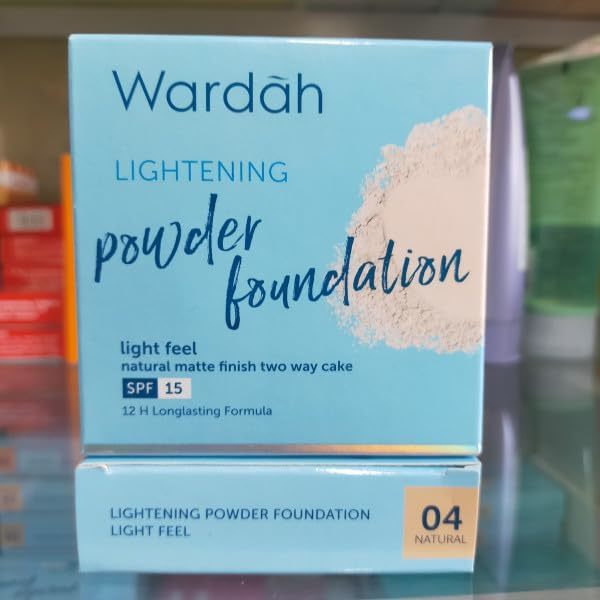 Wardãh
LIGHTENING
powder
foundation
light feel
natural matte finish two way cake
SPF 15
12 H Longlasting Formula
LIGHTENING POWDER FOUNDATION
LIGHT FEEL
04
NATURAL